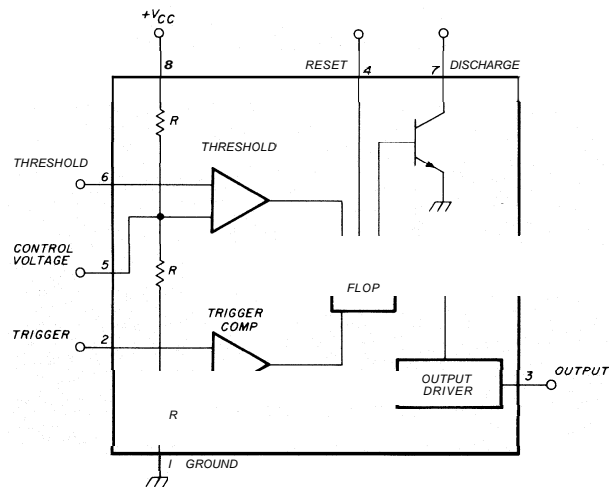 +VCC
8
RESET 4
7 DISCHARGE
R
THRESHOLD
THRESHOLD
6
CONTROL
VOLTAGE
5
R
FLOP
TRIGGER
COMP
TRIGGER
2
OUTPUT
DRIVER
3 OUTPUT
R
I GROUND